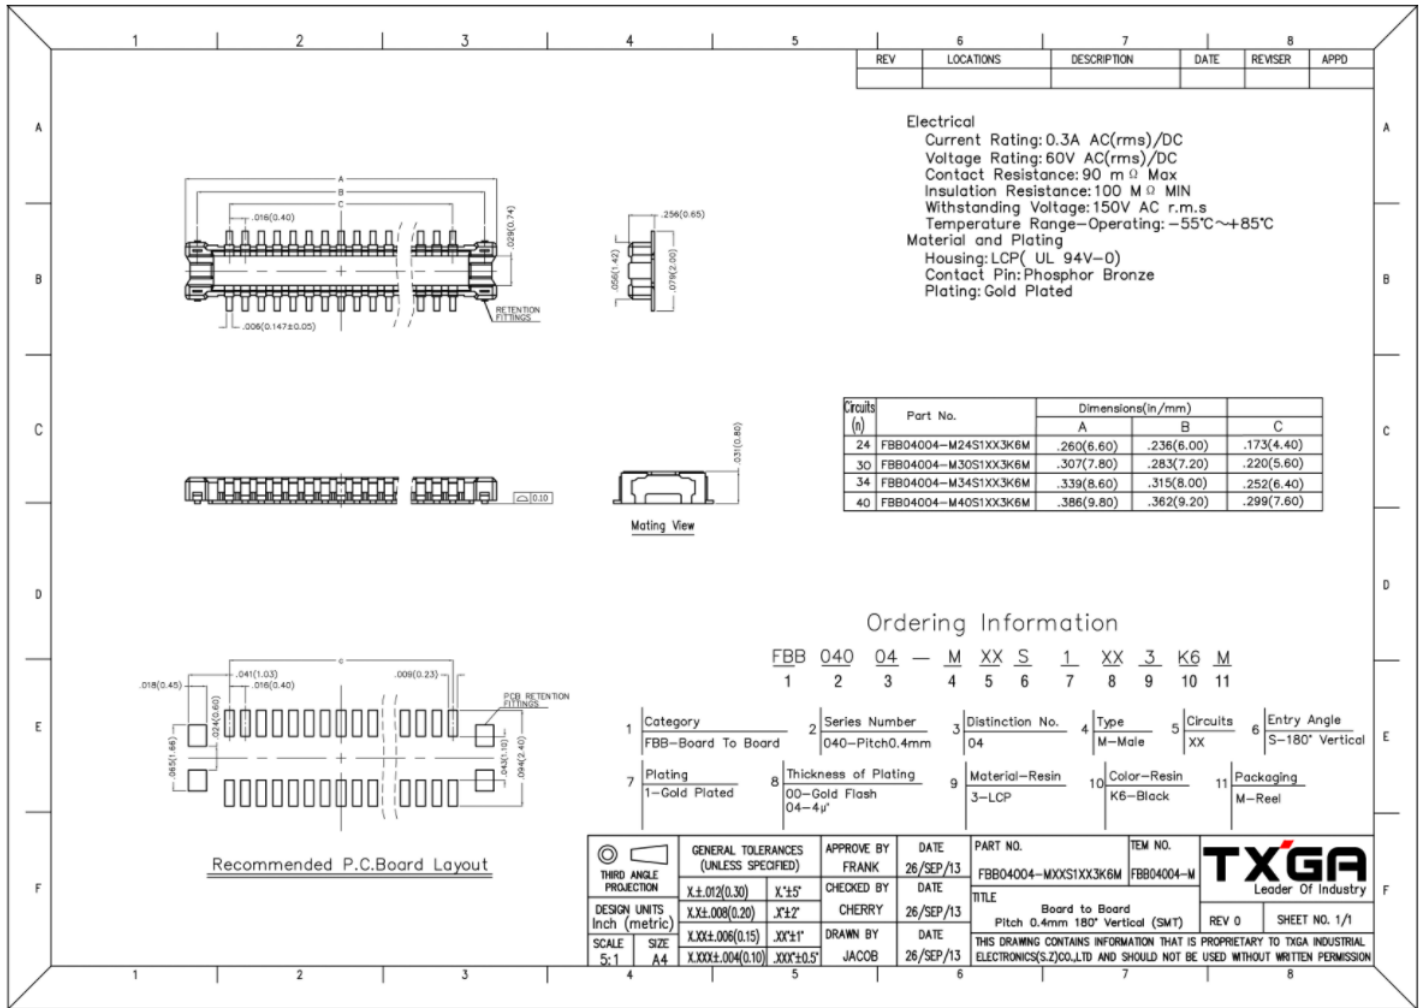 1 2 3 4 5 6 7 8
REV LOCATIONS DESCRIPTION DATE REVISER APPD
A A
B B
C C
D D
E E
F F
Electrical
Current Rating:0.3A AC(rms)/DC
Voltage Rating:60V AC(rms)/DC
Contact Resistance:90 mΩ Max
Insulation Resistance:100 MΩ MIN
Withstanding Voltage:150V AC r.m.s
Temperature Range-Operating:-55℃~+85℃
Material and Plating
Housing:LCP( UL 94V-0)
Contact Pin:Phosphor Bronze
Plating:Gold Plated
A
B
C
.016(0.40)
.029(0.74)
.006(0.147±0.05)
RETENTION
FITTINGS
.256(0.65)
.056(1.42)
.079(2.00)
0.10
.031(0.80)
Mating View
Circuits (n) Part No. Dimensions(in/mm)
A B C
24 FBB04004-M24S1XX3K6M .260(6.60) .236(6.00) .173(4.40)
30 FBB04004-M30S1XX3K6M .307(7.80) .283(7.20) .220(5.60)
34 FBB04004-M34S1XX3K6M .339(8.60) .315(8.00) .252(6.40)
40 FBB04004-M40S1XX3K6M .386(9.80) .362(9.20) .299(7.60)
C
.041(1.03)
.009(0.23)
.018(0.45)
.016(0.40)
PCB RETENTION
FITTINGS
.024(0.60)
.065(1.66)
.043(1.10)
.094(2.40)
Recommended P.C.Board Layout
Ordering Information
FBB 040 04 - M XX S 1 XX 3 K6 M
1 2 3 4 5 6 7 8 9 10 11
1 Category
FBB-Board To Board
2 Series Number
040-Pitch0.4mm
3 Distinction No.
04
4 Type
M-Male
5 Circuits
XX
6 Entry Angle
S-180° Vertical
7 Plating
1-Gold Plated
8 Thickness of Plating
00-Gold Flash
04-4μ"
9 Material-Resin
3-LCP
10 Color-Resin
K6-Black
11 Packaging
M-Reel
THIRD ANGLE
PROJECTION
DESIGN UNITS
Inch (metric)
SCALE SIZE
5:1 A4
GENERAL TOLERANCES
(UNLESS SPECIFIED)
X.±.012(0.30) X.°±5°
X.X±.008(0.20) .X°±2°
X.XX±.006(0.15) .XX°±1°
X.XXX±.004(0.10) .XXX°±0.5°
APPROVE BY DATE
FRANK 26/SEP/13
CHECKED BY DATE
CHERRY 26/SEP/13
DRAWN BY DATE
JACOB 26/SEP/13
PART NO.
FBB04004-MXXS1XX3K6M
TEM NO.
FBB04004-M
TITLE
Board to Board
Pitch 0.4mm 180° Vertical (SMT)
TXGA
Leader Of Industry
REV 0 SHEET NO. 1/1
THIS DRAWING CONTAINS INFORMATION THAT IS PROPRIETARY TO TXGA INDUSTRIAL
ELECTRONICS(S.Z)CO.,LTD AND SHOULD NOT BE USED WITHOUT WRITTEN PERMISSION
1 2 3 4 5 6 7 8